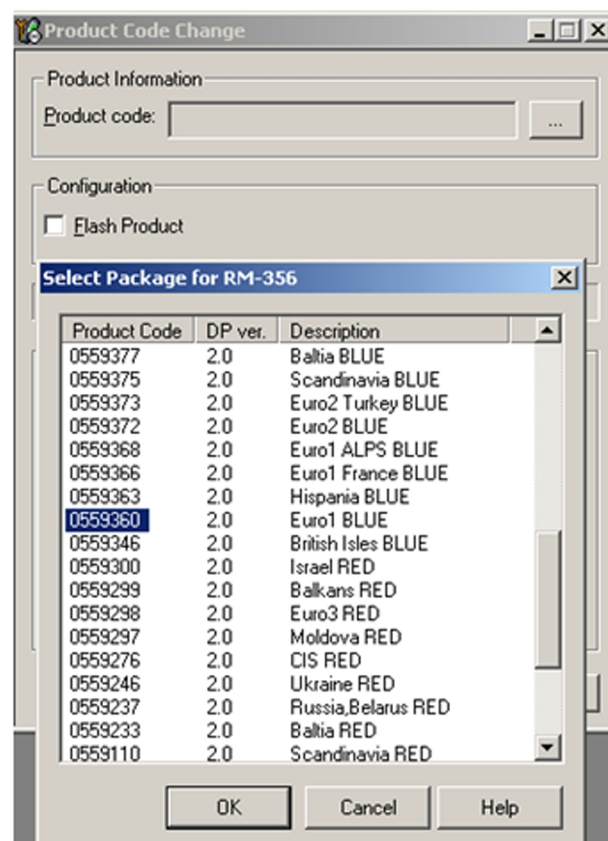 Product Code Change
Product Information
Product code:
...
Configuration
Flash Product
Select Package for RM-356
Product Code DP ver. Description
0559377 2.0 Baltia BLUE
0559375 2.0 Scandinavia BLUE
0559373 2.0 Euro2 Turkey BLUE
0559372 2.0 Euro2 BLUE
0559368 2.0 Euro1 ALPS BLUE
0559366 2.0 Euro1 France BLUE
0559363 2.0 Hispania BLUE
0559360 2.0 Euro1 BLUE
0559346 2.0 British Isles BLUE
0559300 2.0 Israel RED
0559299 2.0 Balkans RED
0559298 2.0 Euro3 RED
0559297 2.0 Moldova RED
0559276 2.0 CIS RED
0559246 2.0 Ukraine RED
0559237 2.0 Russia,Belarus RED
0559233 2.0 Baltia RED
0559110 2.0 Scandinavia RED
OK Cancel Help